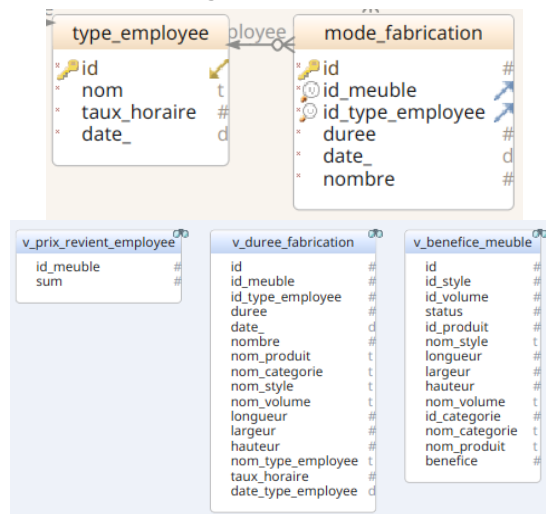 type_employee
id
nom t
taux_horaire #
date_ d
ployee
mode_fabrication
id #
id_meuble
id_type_employee
duree #
date_ d
nombre #
v_prix_revient_employee
id_meuble #
sum #
v_duree_fabrication
id #
id_meuble #
id_type_employee #
duree #
date_ d
nombre #
nom_produit t
nom_categorie t
nom_style t
nom_volume t
longueur #
largeur #
hauteur #
nom_type_employee t
taux_horaire #
date_type_employee d
v_benefice_meuble
id #
id_style #
id_volume #
status #
id_produit #
nom_style t
longueur #
largeur #
hauteur #
nom_volume t
id_categorie #
nom_categorie t
nom_produit t
benefice #